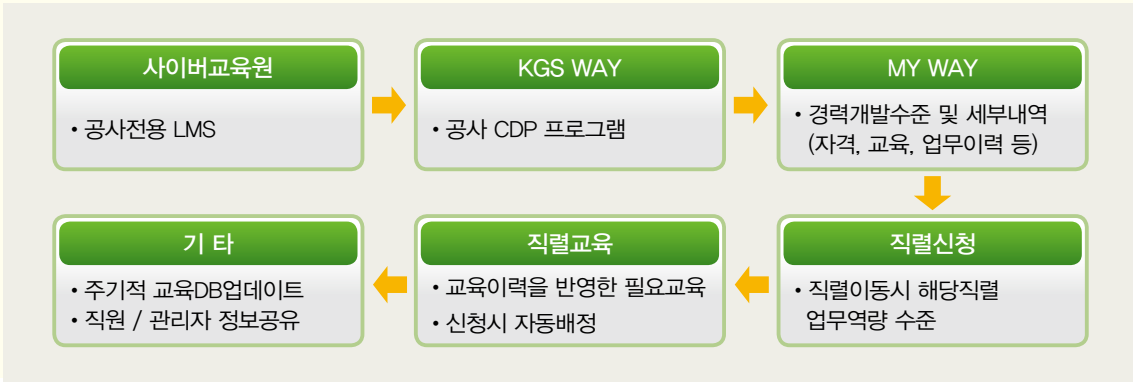 사이버교육원
• 공사전용 LMS
KGS WAY
• 공사 CDP 프로그램
MY WAY
• 경력개발수준 및 세부내역
(자격, 교육, 업무이력 등)
직렬신청
• 직렬이동시 해당직렬
업무역량 수준
직렬교육
• 교육이력을 반영한 필요교육
• 신청시 자동배정
기 타
• 주기적 교육DB업데이트
• 직원 / 관리자 정보공유